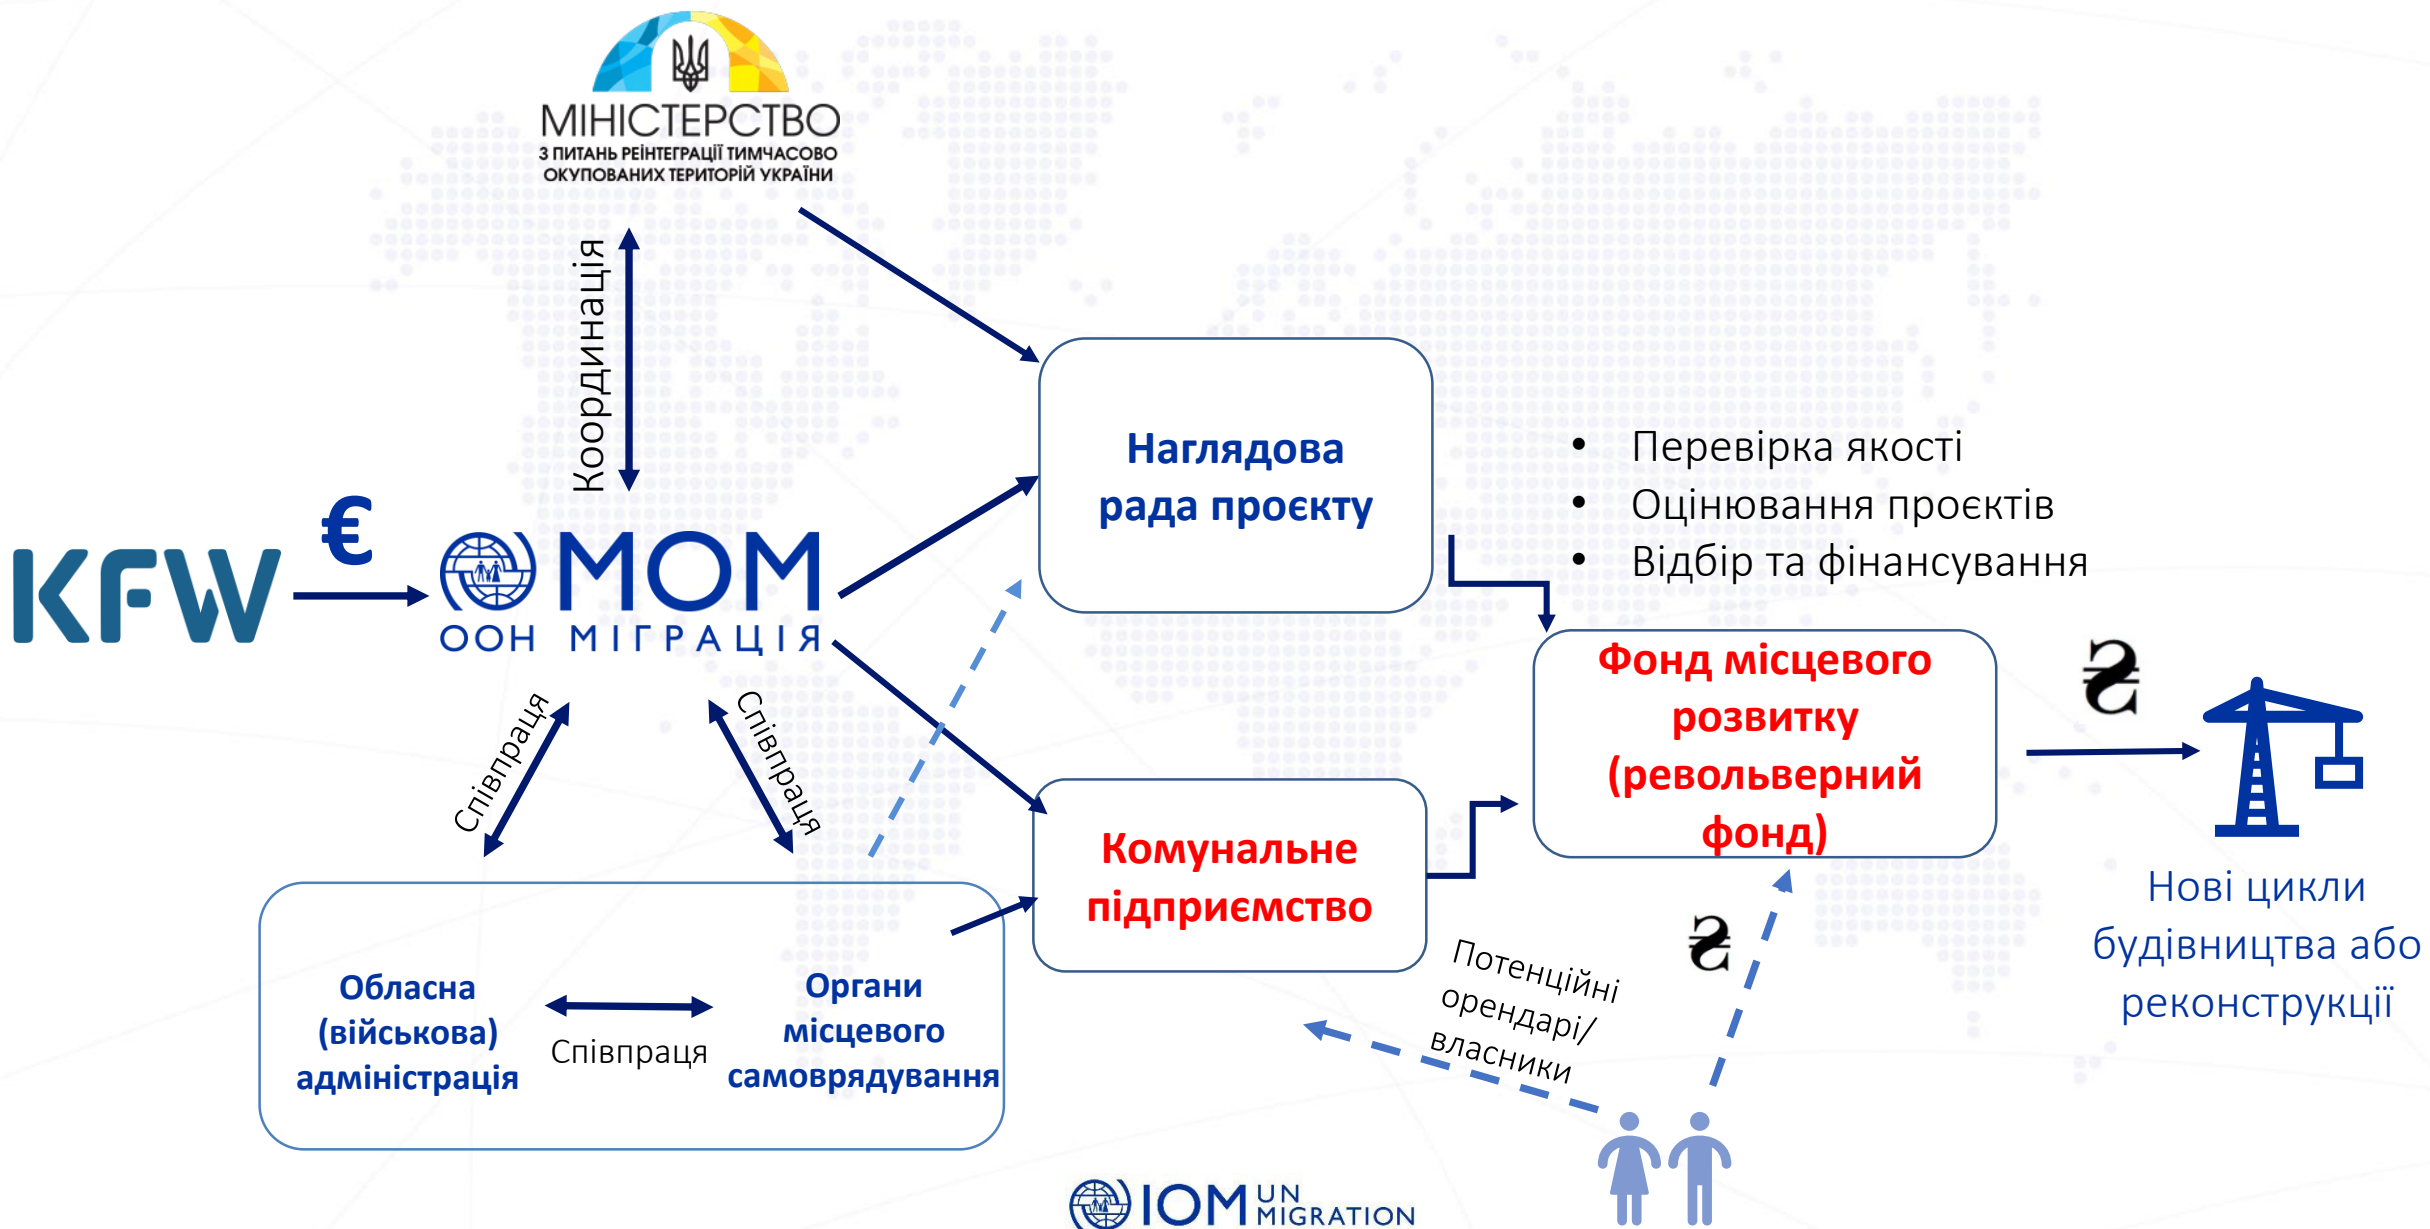 МІНІСТЕРСТВО
З ПИТАНЬ РЕІНТЕГРАЦІЇ ТИМЧАСОВО
ОКУПОВАНИХ ТЕРИТОРІЙ УКРАЇНИ
Координація
KFW
€
МОМ
ООН МІГРАЦІЯ
Наглядова
рада проєкту
• Перевірка якості
• Оцінювання проєктів
• Відбір та фінансування
Співпраця
Співпраця
Фонд місцевого
розвитку
(револьверний
фонд)
₴
Комунальне
підприємство
Нові цикли
будівництва або
реконструкції
Обласна
(військова)
адміністрація
Співпраця
Органи
місцевого
самоврядування
Потенційні
орендарі/
власники
₴
IOM UN
MIGRATION